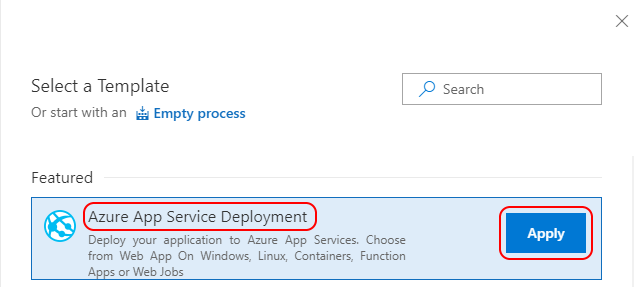 Select a Template
Search
Or start with an Empty process
Featured
Azure App Service Deployment
Deploy your application to Azure App Services. Choose
from Web App On Windows, Linux, Containers, Function
Apps or Web Jobs
Apply